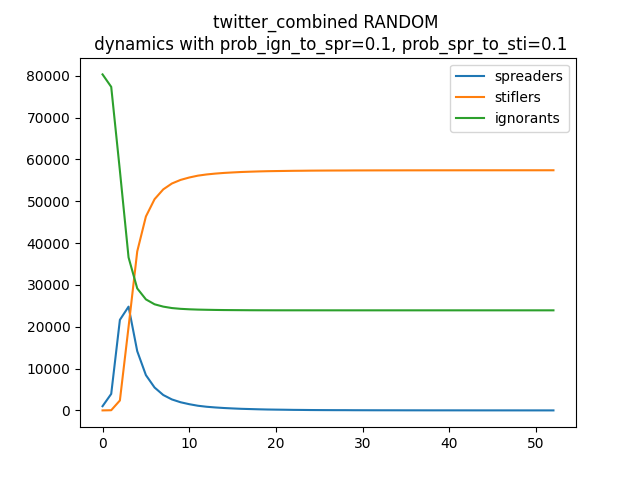 twitter_combined RANDOM
dynamics with prob_ign_to_spr=0.1, prob_spr_to_sti=0.1
spreaders
stiflers
ignorants
80000
70000
60000
50000
40000
30000
20000
10000
0
0 10 20 30 40 50